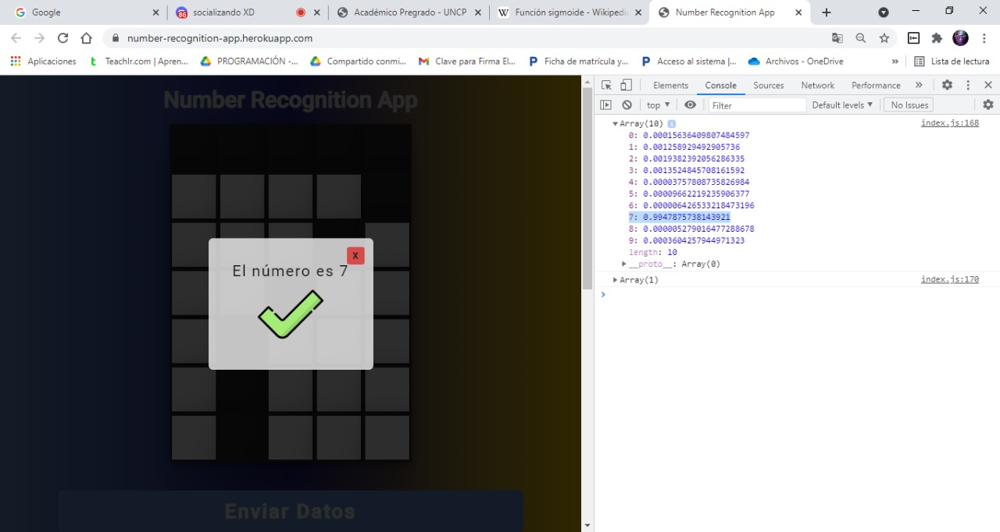 Google
86
socializando XD
Académico Pregrado - UNCP
W
Función sigmoide - Wikipedi
Number Recognition App
number-recognition-app.herokuapp.com
Aplicaciones
t
Teachlr.com | Apren...
PROGRAMACIÓN -...
Compartido conmi...
Clave para Firma El...
P
Ficha de matrícula y...
P
Acceso al sistema |...
Archivos - OneDrive
»
Lista de lectura
Number Recognition App
x
El número es 7
Enviar Datos
Elements
Console
Sources
Network
Performance
»
top
Filter
Default levels
No Issues
Array(10) i
index.js:168
0: 0.00015636409807484597
1: 0.001258929492905736
2: 0.0019382392056286335
3: 0.0013524845708161592
4: 0.00003757808735826984
5: 0.00009662219235906377
6: 0.000006426533218473196
7: 0.9947875738143921
8: 0.000005279016477288678
9: 0.0003604257944971323
length: 10
__proto__: Array(0)
Array(1)
index.js:170